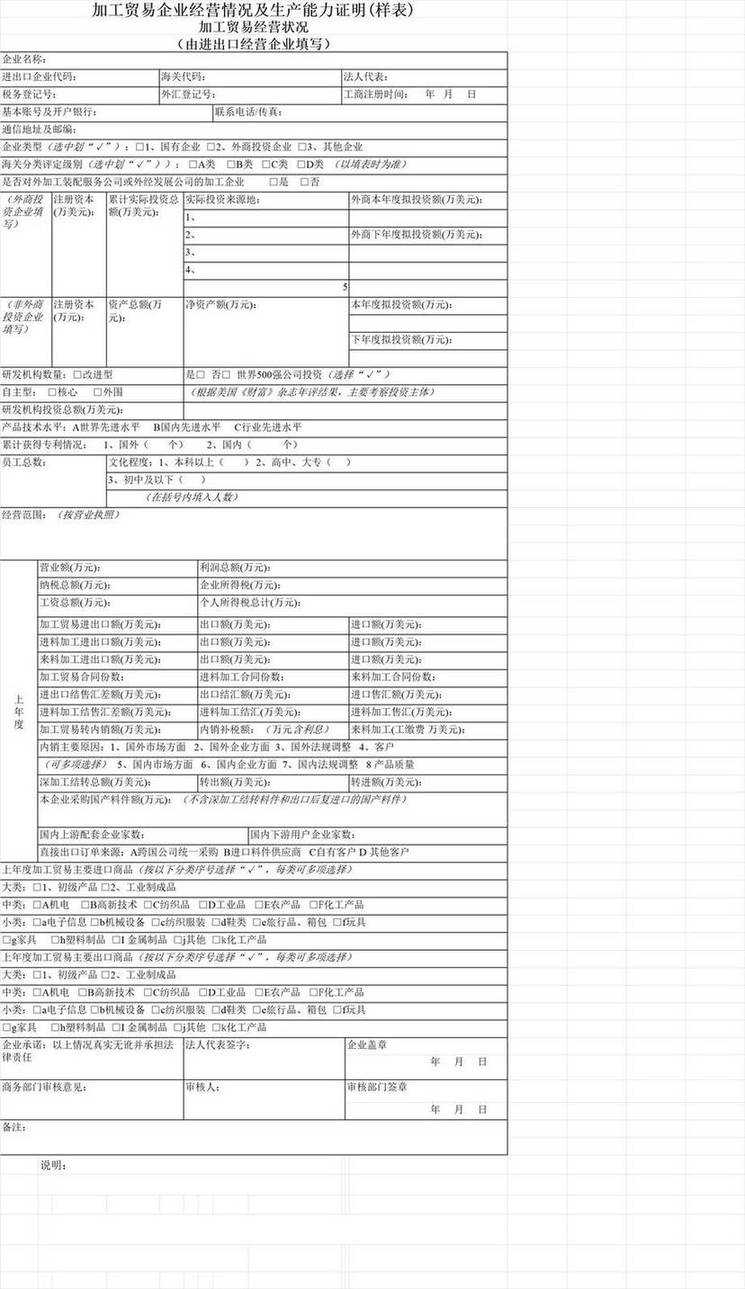 加工贸易企业经营情况及生产能力证明(样表)
加工贸易经营状况
（由进出口经营企业填写）
企业名称：
进出口企业代码： 海关代码： 法人代表：
税务登记号： 外汇登记号： 工商注册时间： 年 月 日
基本账号及开户银行： 联系电话/传真：
通信地址及邮编：
企业类型(选中划“✓”)：□1、国有企业 □2、外商投资企业 □3、其他企业
海关分类评定级别(选中划“✓”))：□A类 □B类 □C类 □D类 (以填表时为准)
是否对外加工装配服务公司或外经发展公司的加工企业 □是 □否
(外商投资企业填写) 注册资本(万美元)： 累计实际投资总额(万美元)： 实际投资来源地： 外商本年度拟投资额(万美元)：
1、
2、 外商下年度拟投资额(万美元)：
3、
4、
5
(非外商投资企业填写) 注册资本(万元)： 资产总额(万元)： 净资产额(万元)： 本年度拟投资额(万元)：
下年度拟投资额(万元)：
研发机构数量：□改进型 是□ 否□ 世界500强公司投资(选择“✓”)
自主型： □核心 □外围 (根据美国《财富》杂志年评结果，主要考察投资主体)
研发机构投资总额(万美元)：
产品技术水平：A世界先进水平 B国内先进水平 C行业先进水平
累计获得专利情况： 1、国外（ 个） 2、国内（ 个）
员工总数： 文化程度：1、本科以上（ ）2、高中、大专（ ）
3、初中及以下（ ）
(在括号内填入人数)
经营范围：(按营业执照)
上年度
营业额(万元)： 利润总额(万元)：
纳税总额(万元)： 企业所得税(万元)：
工资总额(万元)： 个人所得税总计(万元)：
加工贸易进出口额(万美元)： 出口额(万美元)： 进口额(万美元)：
进料加工进出口额(万美元)： 出口额(万美元)： 进口额(万美元)：
来料加工进出口额(万美元)： 出口额(万美元)： 进口额(万美元)：
加工贸易合同份数： 进料加工合同份数： 来料加工合同份数：
进出口结售汇差额(万美元)： 出口结汇额(万美元)： 进口售汇额(万美元)：
进料加工结售汇差额(万美元)： 进料加工结汇(万美元)： 进料加工售汇(万美元)：
加工贸易转内销额(万美元)： 内销补税额：(万元含利息) 来料加工(工缴费 万美元)：
内销主要原因：1、国外市场方面 2、国外企业方面 3、国外法规调整 4、客户
(可多项选择) 5、国内市场方面 6、国内企业方面 7、国内法规调整 8产品质量
深加工结转总额(万美元)： 转出额(万美元)： 转进额(万美元)：
本企业采购国产料件额(万元)：(不含深加工结转料件和出口后复进口的国产料件)
国内上游配套企业家数： 国内下游用户企业家数：
直接出口订单来源：A跨国公司统一采购 B进口料件供应商 C自有客户 D 其他客户
上年度加工贸易主要进口商品(按以下分类序号选择“✓”，每类可多项选择)
大类：□1、初级产品 □2、工业制成品
中类：□A机电 □B高新技术 □C纺织品 □D工业品 □E农产品 □F化工产品
小类：□a电子信息 □b机械设备 □c纺织服装 □d鞋类 □e旅行品、箱包 □f玩具
□g家具 □h塑料制品 □I 金属制品 □j其他 □k化工产品
上年度加工贸易主要出口商品(按以下分类序号选择“✓”，每类可多项选择)
大类：□1、初级产品 □2、工业制成品
中类：□A机电 □B高新技术 □C纺织品 □D工业品 □E农产品 □F化工产品
小类：□a电子信息 □b机械设备 □c纺织服装 □d鞋类 □e旅行品、箱包 □f玩具
□g家具 □h塑料制品 □I 金属制品 □j其他 □k化工产品
企业承诺：以上情况真实无讹并承担法律责任 法人代表签字： 企业盖章
年 月 日
商务部门审核意见： 审核人： 审核部门签章
年 月 日
备注：
说明：